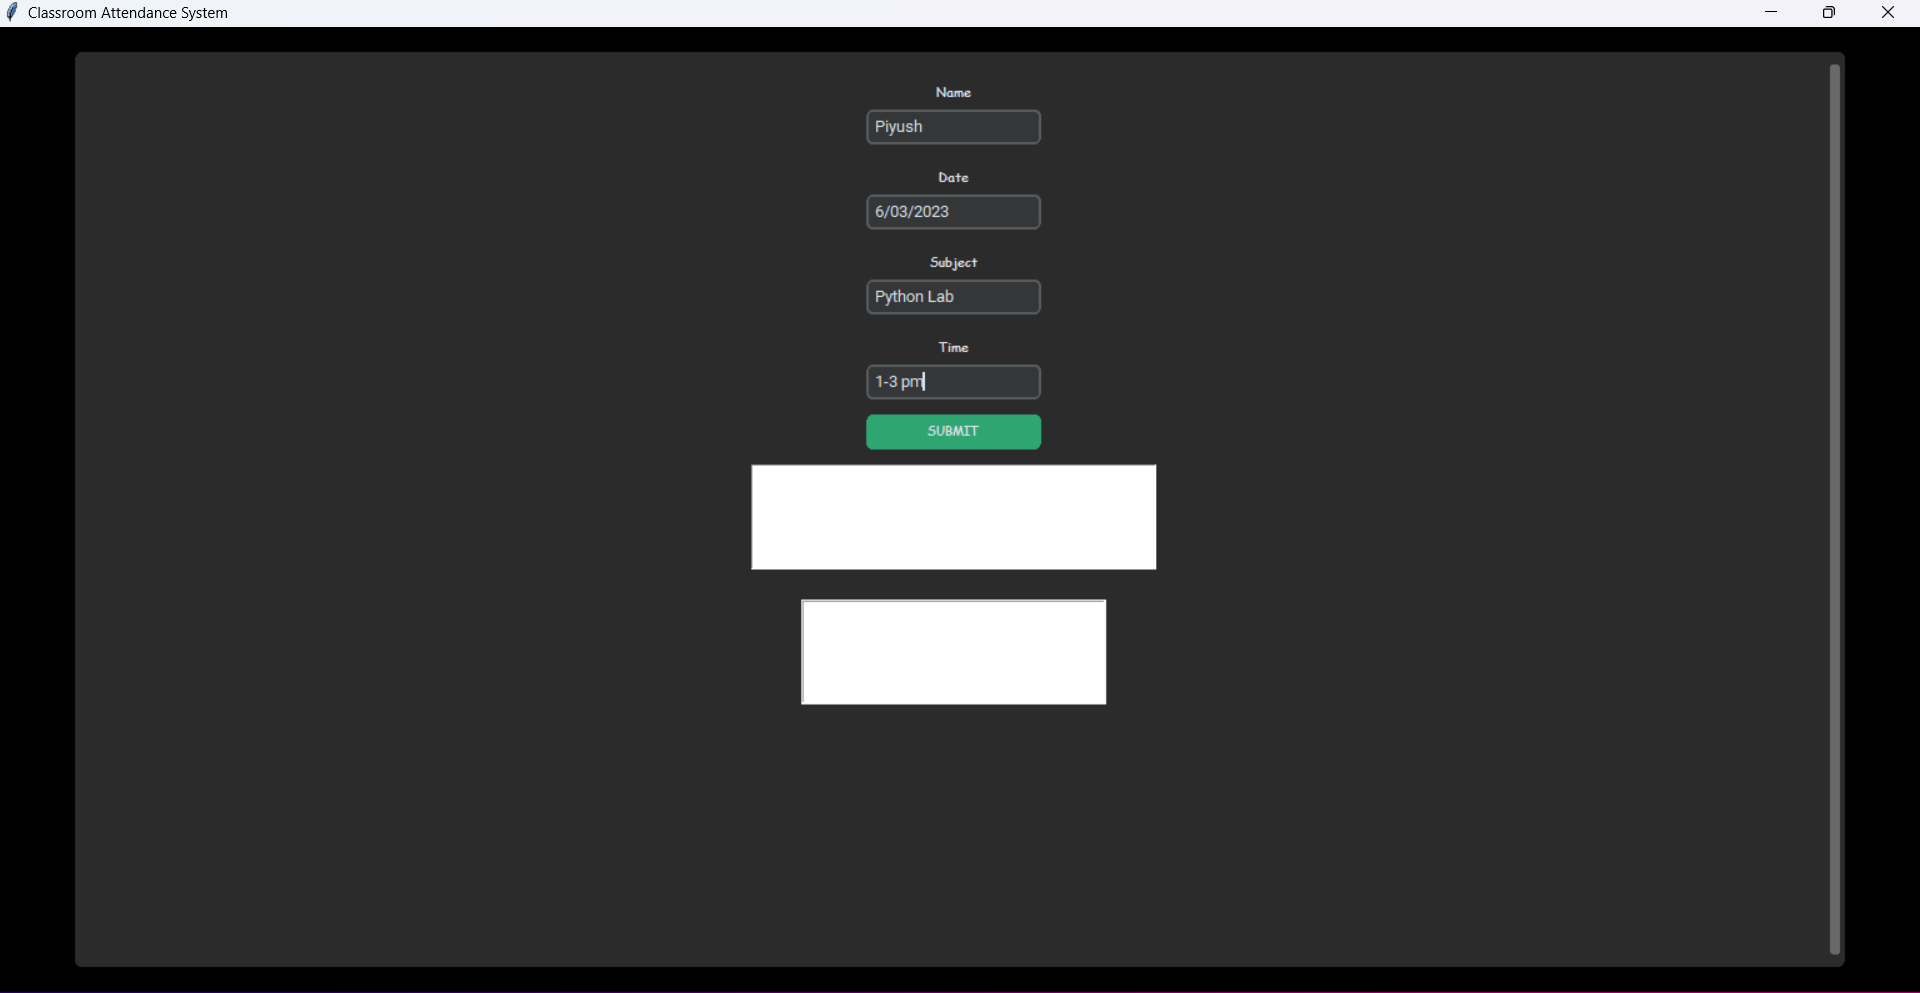 Classroom Attendance System
Name
Piyush
Date
6/03/2023
Subject
Python Lab
Time
1-3 pm
SUBMIT